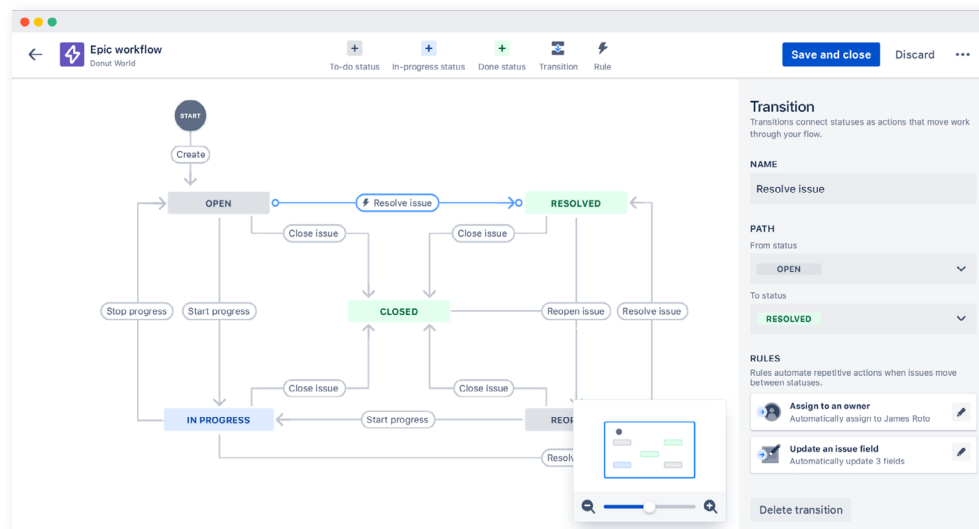 Epic workflow
Donut World
To-do status
In-progress status
Done status
Transition
Rule
Save and close
Discard
START
Create
OPEN
Resolve issue
RESOLVED
Close issue
Close issue
CLOSED
Stop progress
Start progress
Reopen issue
Resolve issue
Close issue
Close issue
IN PROGRESS
Start progress
Transition
Transitions connect statuses as actions that move work
through your flow.
NAME
Resolve issue
PATH
From status
OPEN
To status
RESOLVED
RULES
Rules automate repetitive actions when issues move
between statuses.
Assign to an owner
Automatically assign to James Roto
Update an issue field
Automatically update 3 fields
Delete transition